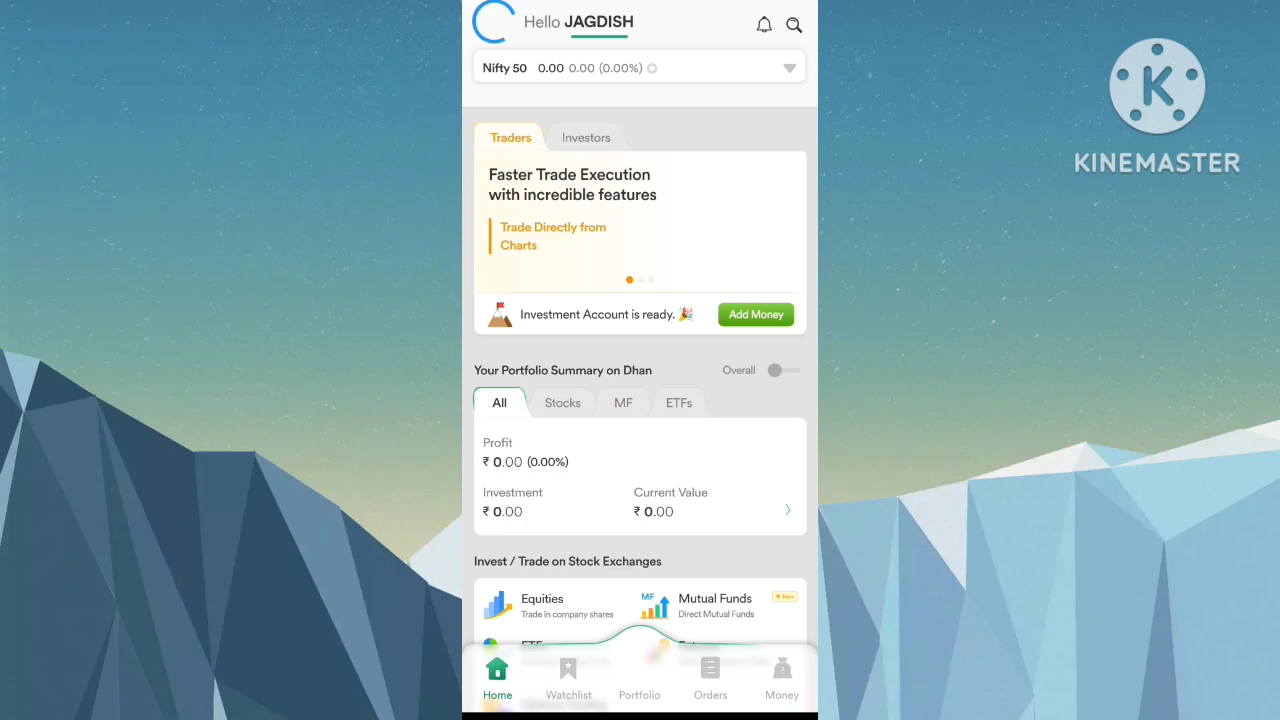 Hello JAGDISH
Nifty 50 0.00 0.00 (0.00%)
KINEMASTER
Traders Investors
Faster Trade Execution
with incredible features
Trade Directly from
Charts
Investment Account is ready. Add Money
Your Portfolio Summary on Dhan Overall
All Stocks MF ETFs
Profit
₹ 0.00 (0.00%)
Investment Current Value
₹ 0.00 ₹ 0.00
Invest / Trade on Stock Exchanges
Equities MF Mutual Funds New
Trade in company shares Direct Mutual Funds
Home Watchlist Portfolio Orders Money